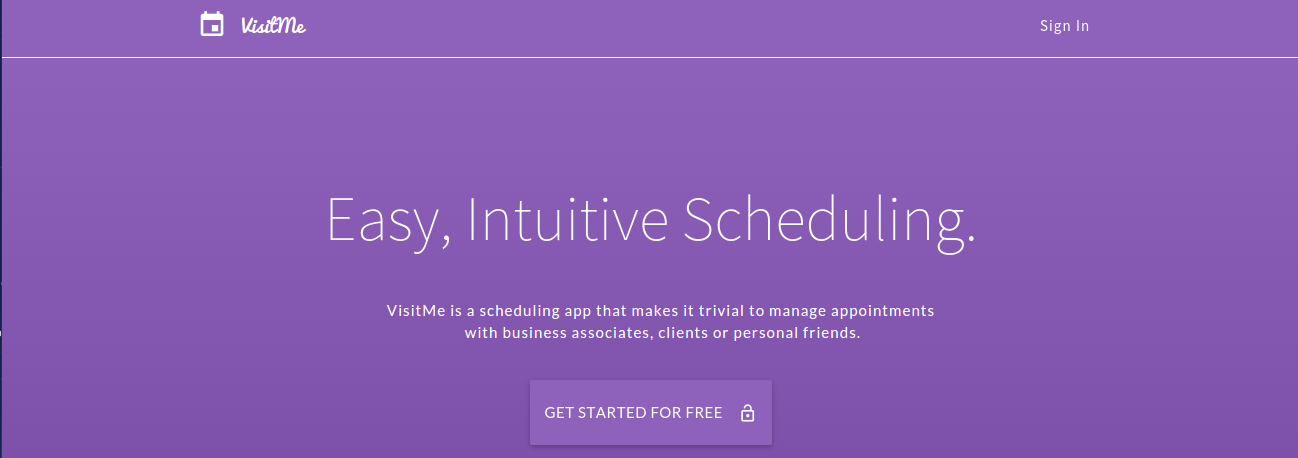 VisitMe
Sign In
Easy, Intuitive Scheduling.
VisitMe is a scheduling app that makes it trivial to manage appointments
with business associates, clients or personal friends.
GET STARTED FOR FREE